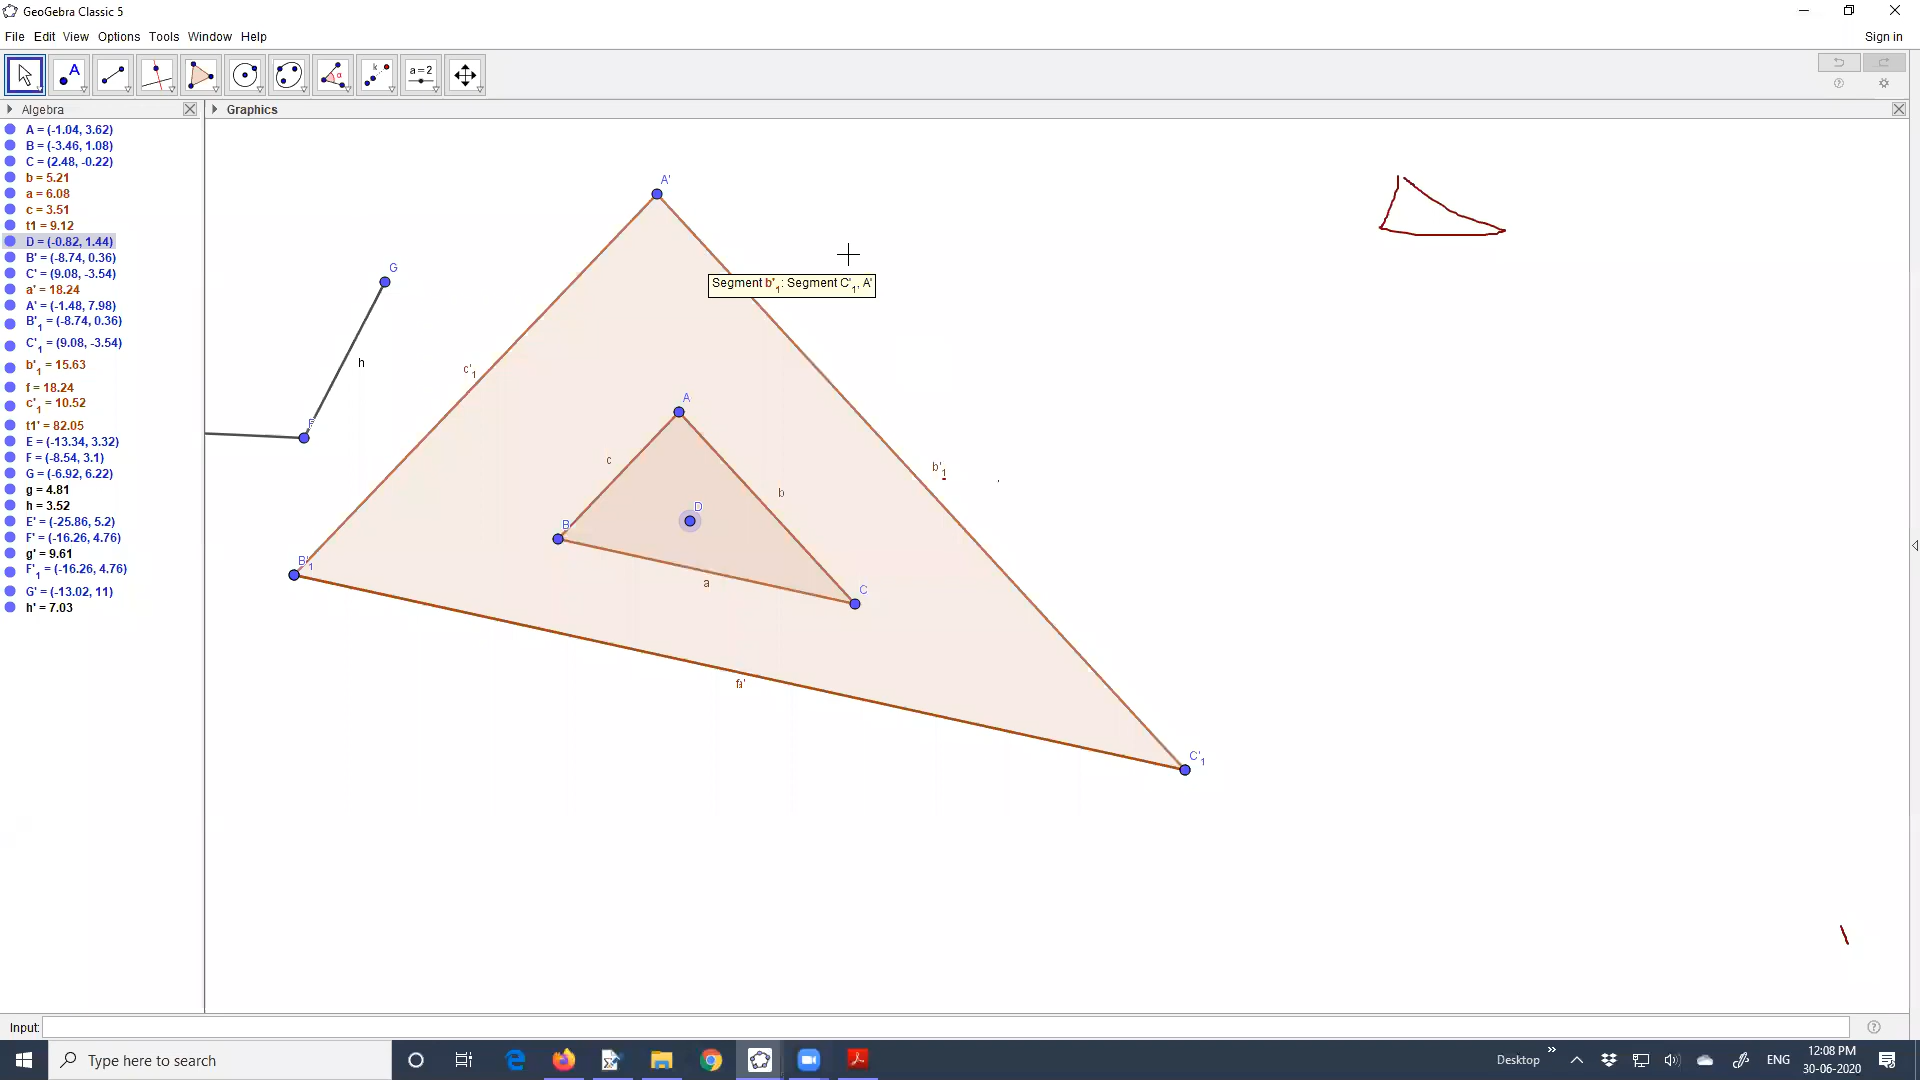 GeoGebra Classic 5
File Edit View Options Tools Window Help
Sign in
A
α
k
a=2
Algebra
Graphics
A = (-1.04, 3.62)
B = (-3.46, 1.08)
C = (2.48, -0.22)
b = 5.21
a = 6.08
c = 3.51
t1 = 9.12
D = (-0.82, 1.44)
B' = (-8.74, 0.36)
C' = (9.08, -3.54)
a' = 18.24
A' = (-1.48, 7.98)
B'1 = (-8.74, 0.36)
C'1 = (9.08, -3.54)
b'1 = 15.63
f = 18.24
c'1 = 10.52
t1' = 82.05
E = (-13.34, 3.32)
F = (-8.54, 3.1)
G = (-6.92, 6.22)
g = 4.81
h = 3.52
E' = (-25.86, 5.2)
F' = (-16.26, 4.76)
g' = 9.61
F'1 = (-16.26, 4.76)
G' = (-13.02, 11)
h' = 7.03
A'
G
Segment b'1: Segment C'1, A'
h
c'1
A
F
c
b'1
b
D
B
B'1
a
C
f
C'1
Input:
Type here to search
Desktop
ENG
12:08 PM
30-06-2020